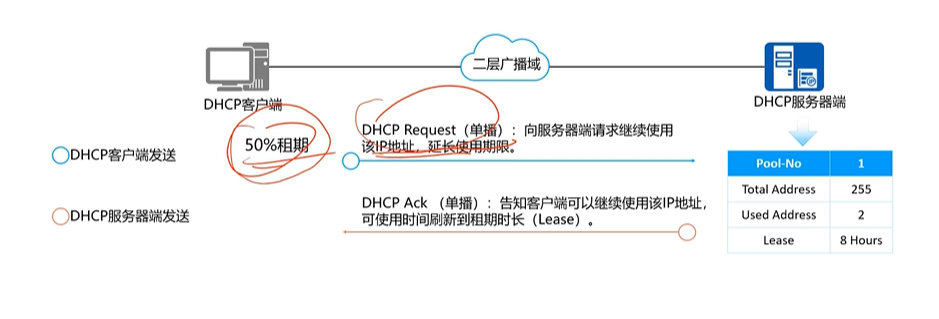 二层广播域
DHCP客户端
DHCP服务器端
50%租期
DHCP Request（单播）：向服务器端请求继续使用
该IP地址，延长使用期限。
DHCP客户端发送
DHCP Ack （单播）：告知客户端可以继续使用该IP地址，
可使用时间刷新到租期时长（Lease）。
DHCP服务器端发送
Pool-No 1
Total Address 255
Used Address 2
Lease 8 Hours